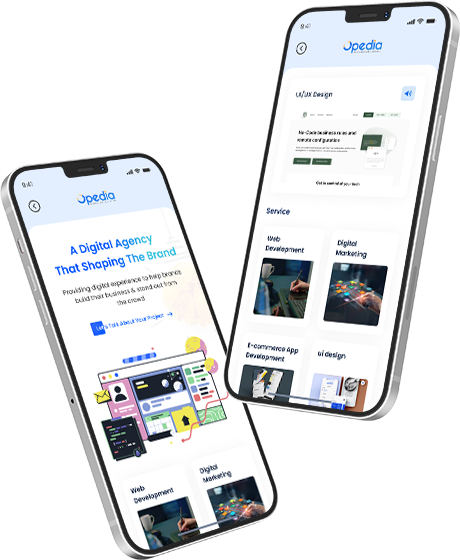 9:41
Opedia
A Digital Agency
That Shaping The Brand
Providing digital experience to help brands
build their business & stand out from
the crowd
Let's Talk About Your Project →
Web
Development
Digital
Marketing
9:41
Opedia
UI/UX Design
No-Code business rules and
remote configuration
Get in control of your tech
Service
Web
Development
Digital
Marketing
E-commerce App
Development
ui design